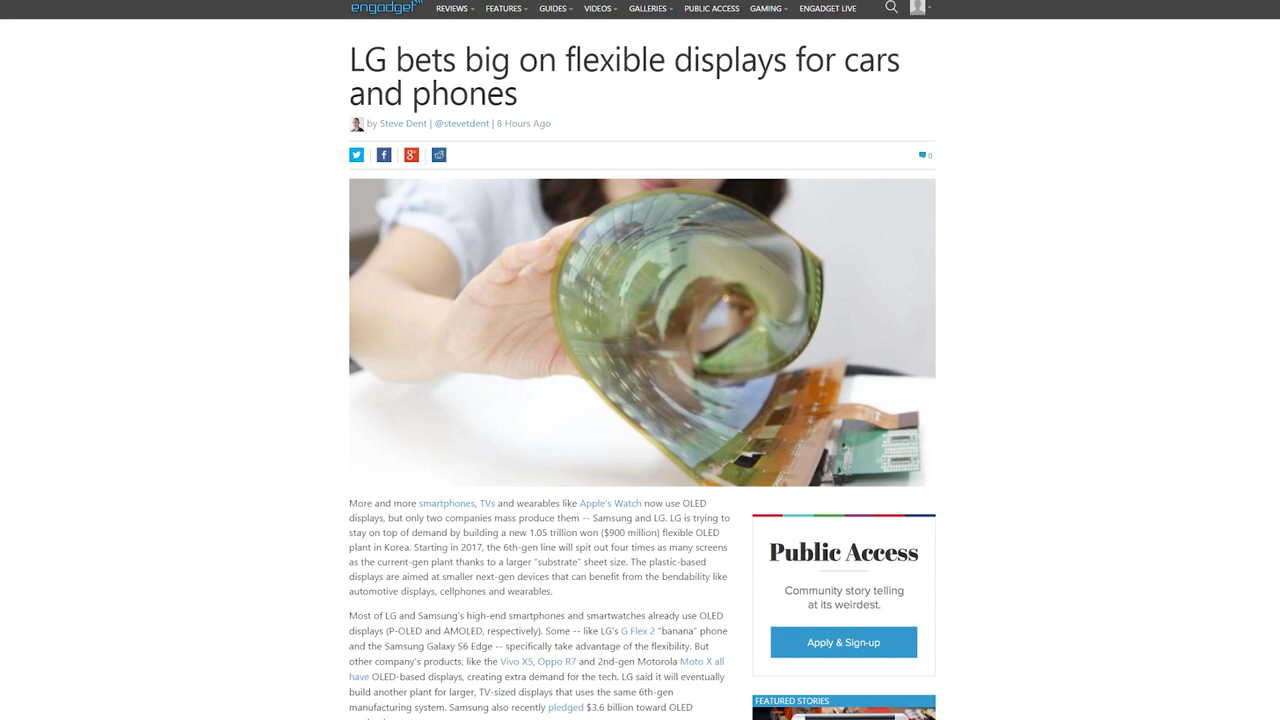 engadget
REVIEWS FEATURES GUIDES VIDEOS GALLERIES PUBLIC ACCESS GAMING ENGADGET LIVE
LG bets big on flexible displays for cars
and phones
by Steve Dent | @stevetdent | 8 Hours Ago
0
More and more smartphones, TVs and wearables like Apple's Watch now use OLED
displays, but only two companies mass produce them -- Samsung and LG. LG is trying to
stay on top of demand by building a new 1.05 trillion won ($900 million) flexible OLED
plant in Korea. Starting in 2017, the 6th-gen line will spit out four times as many screens
as the current-gen plant thanks to a larger "substrate" sheet size. The plastic-based
displays are aimed at smaller next-gen devices that can benefit from the bendability like
automotive displays, cellphones and wearables.
Most of LG and Samsung's high-end smartphones and smartwatches already use OLED
displays (P-OLED and AMOLED, respectively). Some -- like LG's G Flex 2 "banana" phone
and the Samsung Galaxy S6 Edge -- specifically take advantage of the flexibility. But
other company's products, like the Vivo X5, Oppo R7 and 2nd-gen Motorola Moto X all
have OLED-based displays, creating extra demand for the tech. LG said it will eventually
build another plant for larger, TV-sized displays that uses the same 6th-gen
manufacturing system. Samsung also recently pledged $3.6 billion toward OLED
Public Access
Community story telling
at its weirdest.
Apply & Sign-up
FEATURED STORIES